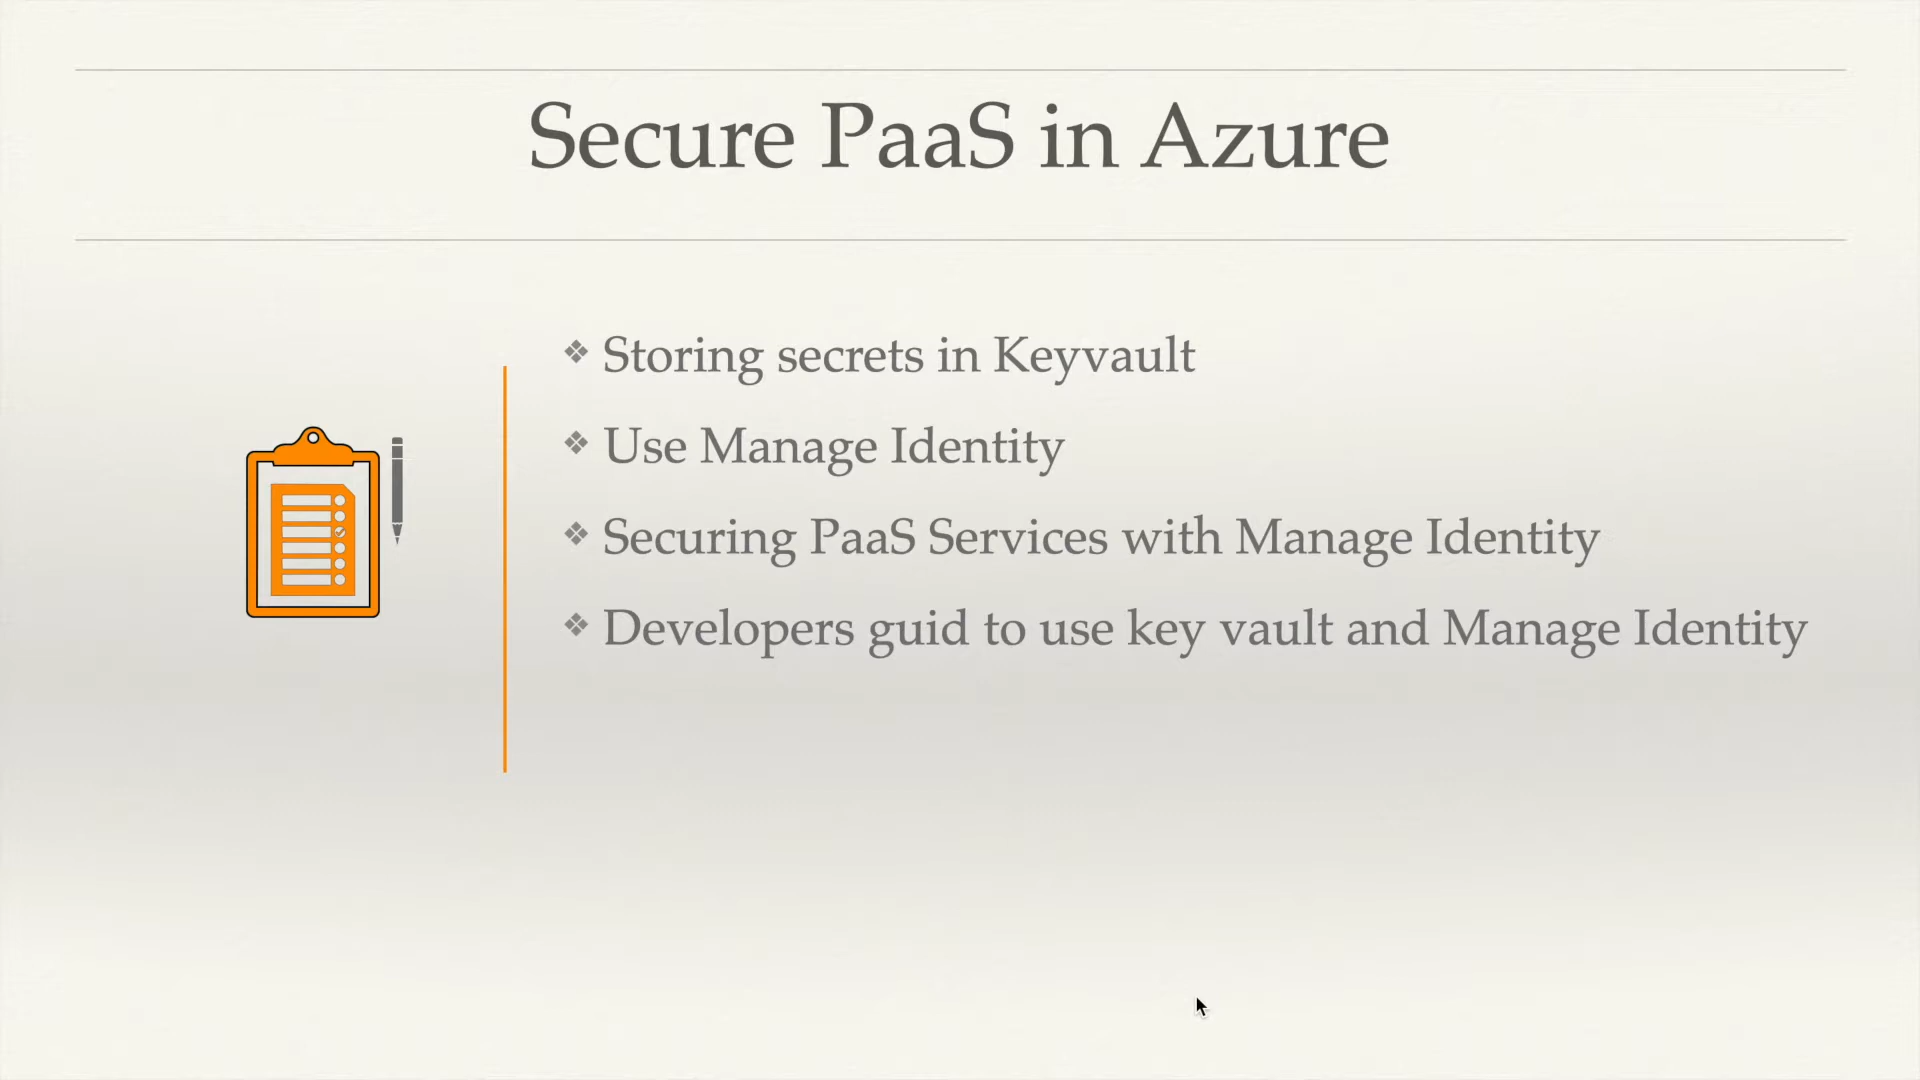 Secure PaaS in Azure
❖ Storing secrets in Keyvault
❖ Use Manage Identity
❖ Securing PaaS Services with Manage Identity
❖ Developers guid to use key vault and Manage Identity